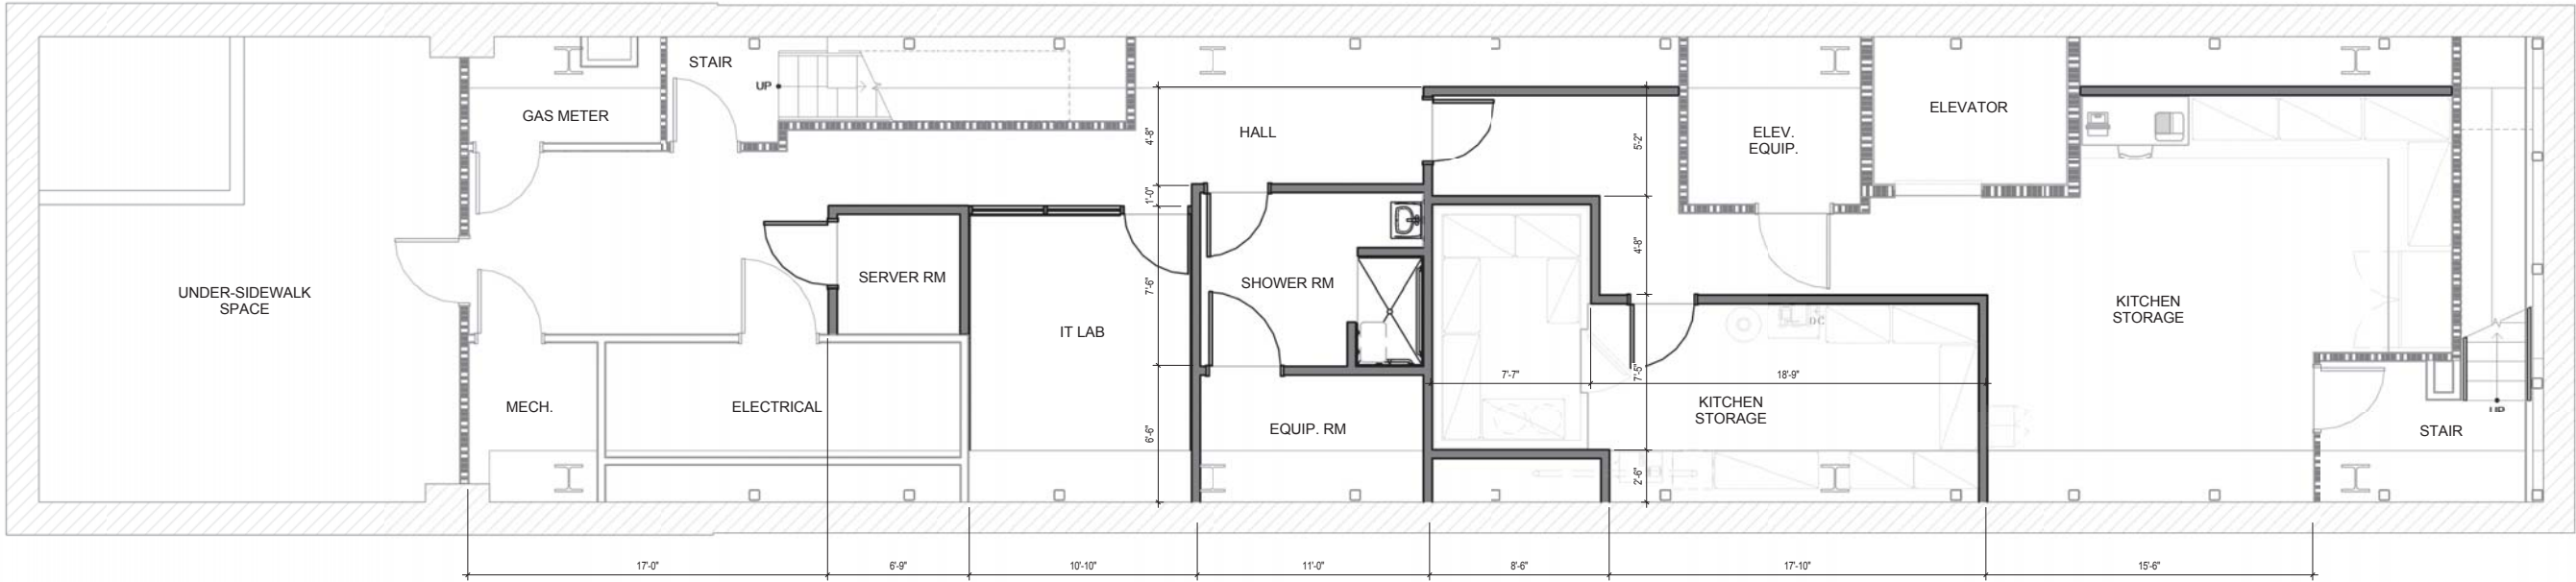 STAIR
UP
GAS METER
HALL
ELEV.
EQUIP.
ELEVATOR
4'-8"
5'-2"
1'-0"
UNDER-SIDEWALK
SPACE
SERVER RM
IT LAB
SHOWER RM
7'-6"
4'-8"
KITCHEN
STORAGE
DC
MECH.
ELECTRICAL
7'-7"
7'-5"
18'-9"
KITCHEN
STORAGE
UP
EQUIP. RM
6'-6"
STAIR
2'-6"
17'-0"
6'-9"
10'-10"
11'-0"
8'-6"
17'-10"
15'-6"